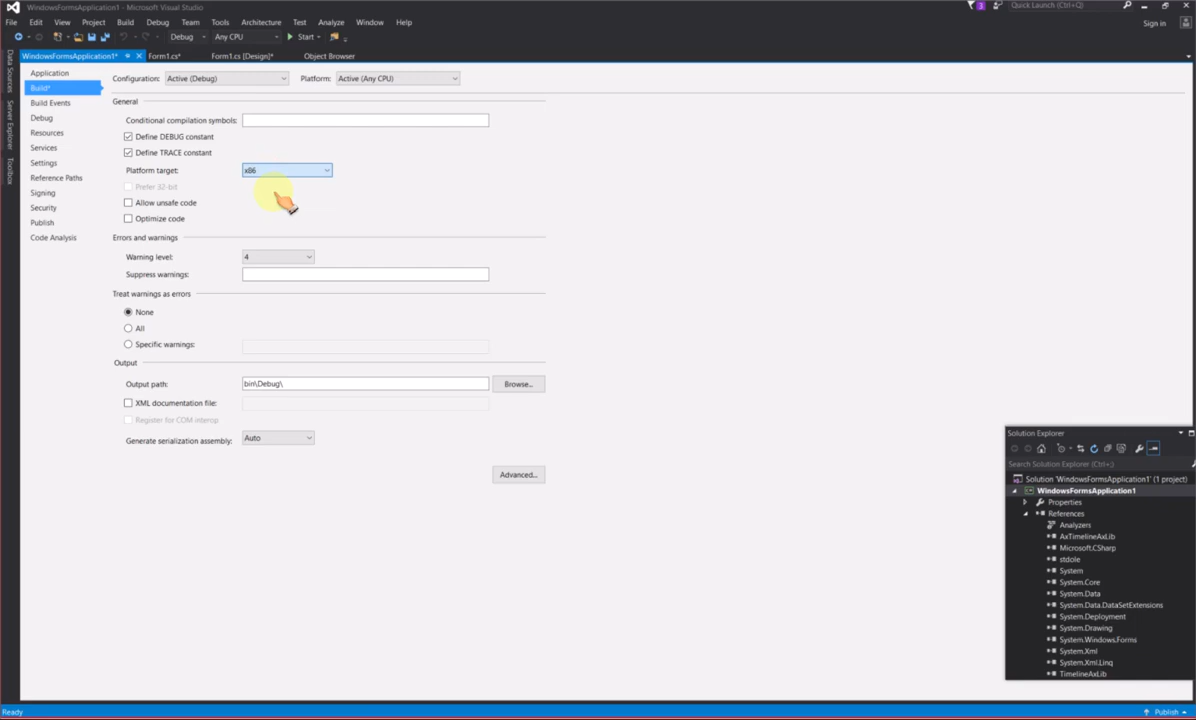 WindowsFormsApplication1 - Microsoft Visual Studio
3
Quick Launch (Ctrl+Q)
File Edit View Project Build Debug Team Tools Architecture Test Analyze Window Help
Sign in
Debug Any CPU Start
WindowsFormsApplication1* Form1.cs* Form1.cs [Design]* Object Browser
Data Sources
Server Explorer
Toolbox
Application
Build*
Build Events
Debug
Resources
Services
Settings
Reference Paths
Signing
Security
Publish
Code Analysis
Configuration: Active (Debug) Platform: Active (Any CPU)
General
Conditional compilation symbols:
Define DEBUG constant
Define TRACE constant
Platform target: x86
Prefer 32-bit
Allow unsafe code
Optimize code
Errors and warnings
Warning level: 4
Suppress warnings:
Treat warnings as errors
None
All
Specific warnings:
Output
Output path: bin\Debug\ Browse...
XML documentation file:
Register for COM interop
Generate serialization assembly: Auto
Advanced...
Solution Explorer
Search Solution Explorer (Ctrl+;)
Solution 'WindowsFormsApplication1' (1 project)
WindowsFormsApplication1
Properties
References
Analyzers
AxTimelineAxLib
Microsoft.CSharp
stdole
System
System.Core
System.Data
System.Data.DataSetExtensions
System.Deployment
System.Drawing
System.Windows.Forms
System.Xml
System.Xml.Linq
TimelineAxLib
Ready
Publish